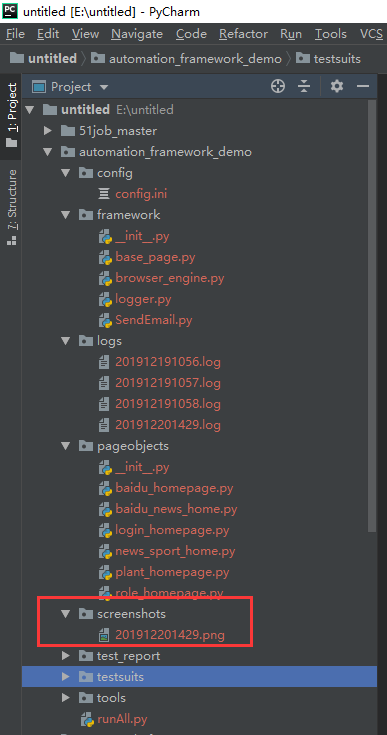 PC untitled [E:\untitled] - PyCharm
File Edit View Navigate Code Refactor Run Tools VCS
untitled automation_framework_demo testsuits
1: Project
7: Structure
Project
untitled E:\untitled
51job_master
automation_framework_demo
config
config.ini
framework
__init__.py
base_page.py
browser_engine.py
logger.py
SendEmail.py
logs
201912191056.log
201912191057.log
201912191058.log
201912201429.log
pageobjects
__init__.py
baidu_homepage.py
baidu_news_home.py
login_homepage.py
news_sport_home.py
plant_homepage.py
role_homepage.py
screenshots
201912201429.png
test_report
testsuits
tools
runAll.py